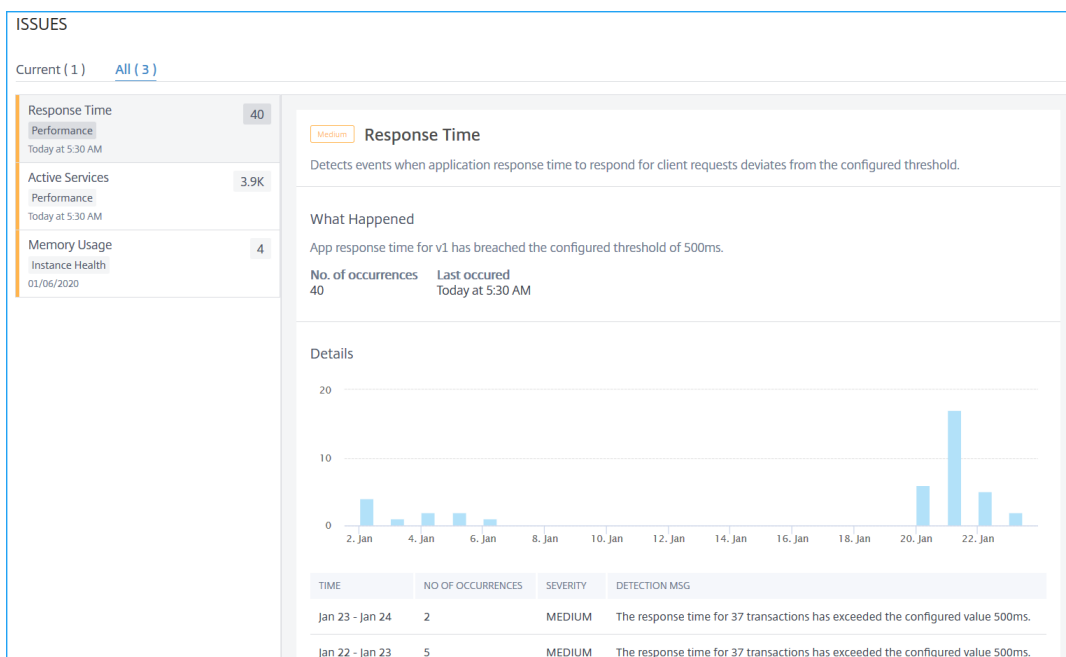 ISSUES
Current ( 1 ) All ( 3 )
Response Time 40
Performance
Today at 5:30 AM
Active Services 3.9K
Performance
Today at 5:30 AM
Memory Usage 4
Instance Health
01/06/2020
Medium Response Time
Detects events when application response time to respond for client requests deviates from the configured threshold.
What Happened
App response time for v1 has breached the configured threshold of 500ms.
No. of occurrences Last occured
40 Today at 5:30 AM
Details
20
10
0
2. Jan 4. Jan 6. Jan 8. Jan 10. Jan 12. Jan 14. Jan 16. Jan 18. Jan 20. Jan 22. Jan
TIME NO OF OCCURRENCES SEVERITY DETECTION MSG
Jan 23 - Jan 24 2 MEDIUM The response time for 37 transactions has exceeded the configured value 500ms.
Jan 22 - Jan 23 5 MEDIUM The response time for 37 transactions has exceeded the configured value 500ms.